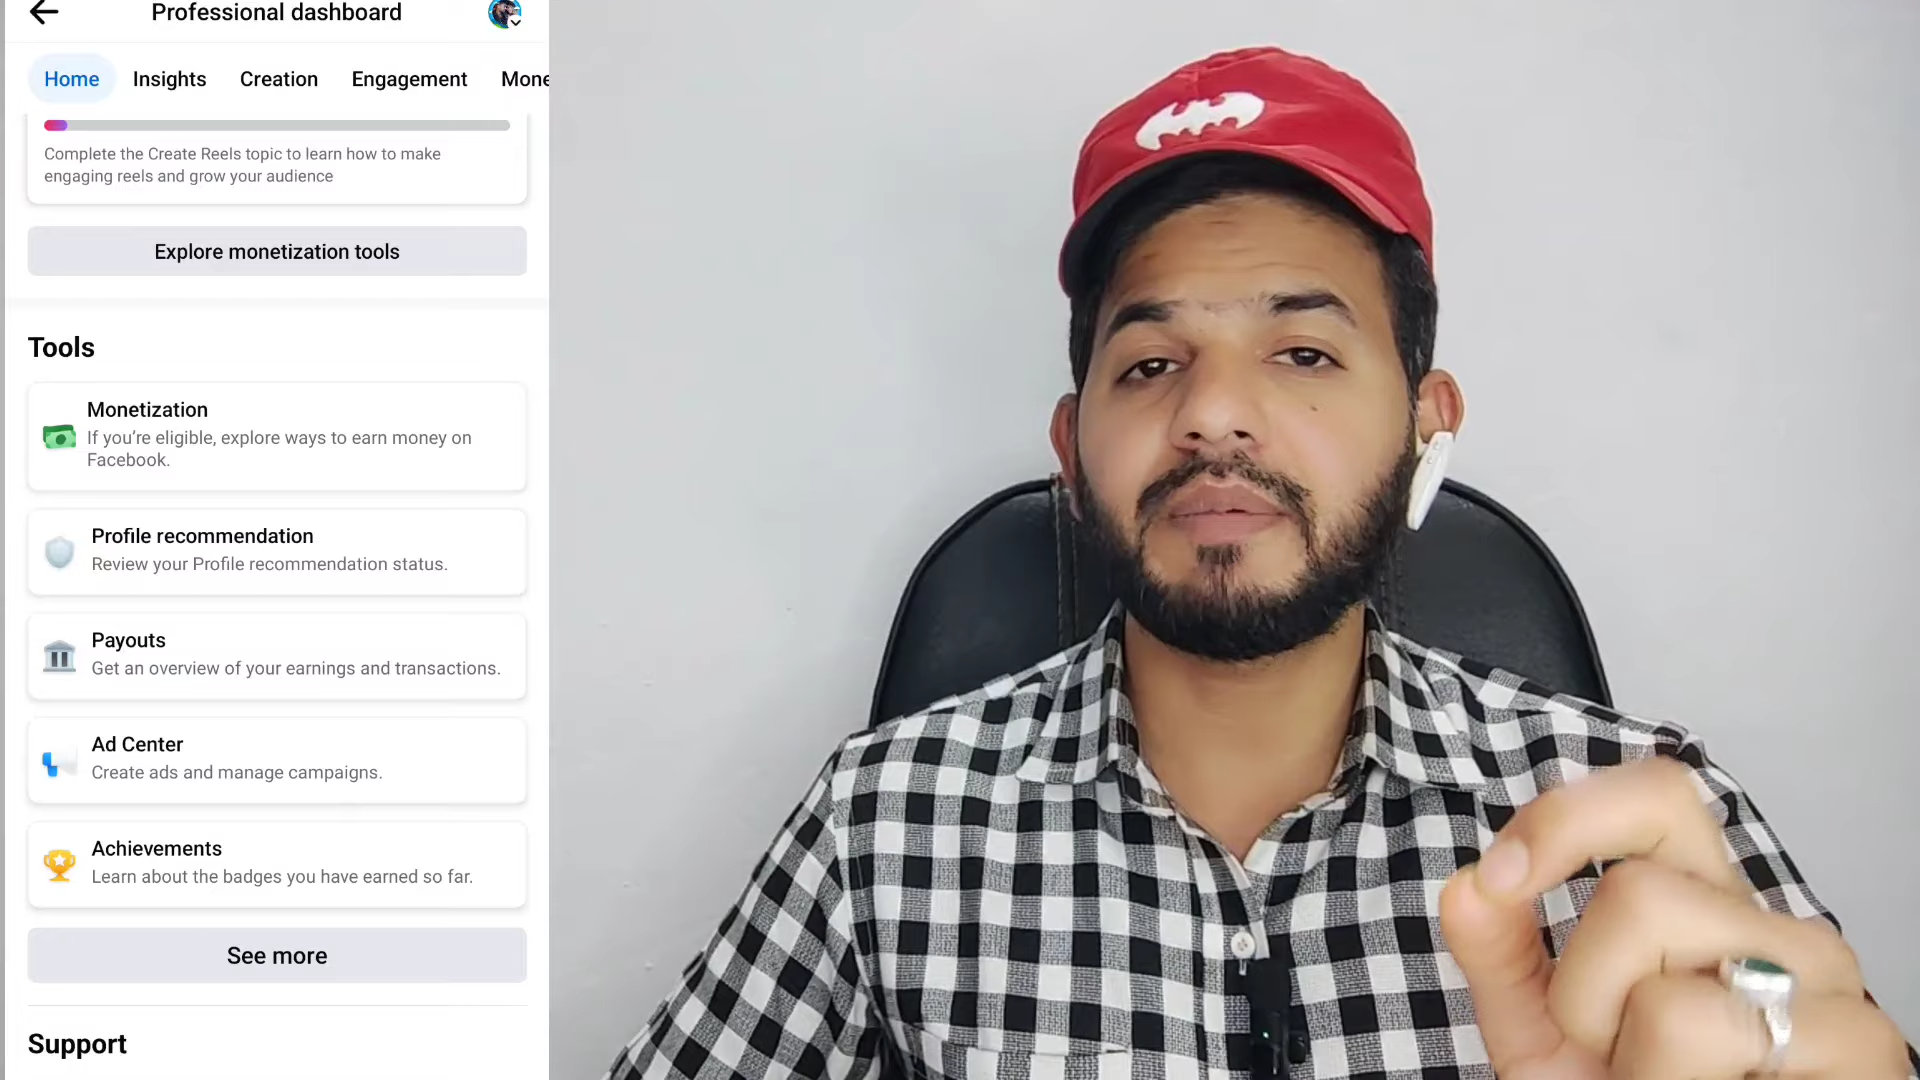 Professional dashboard
Home Insights Creation Engagement Mone
Complete the Create Reels topic to learn how to make
engaging reels and grow your audience
Explore monetization tools
Tools
Monetization
If you’re eligible, explore ways to earn money on
Facebook.
Profile recommendation
Review your Profile recommendation status.
Payouts
Get an overview of your earnings and transactions.
Ad Center
Create ads and manage campaigns.
Achievements
Learn about the badges you have earned so far.
See more
Support